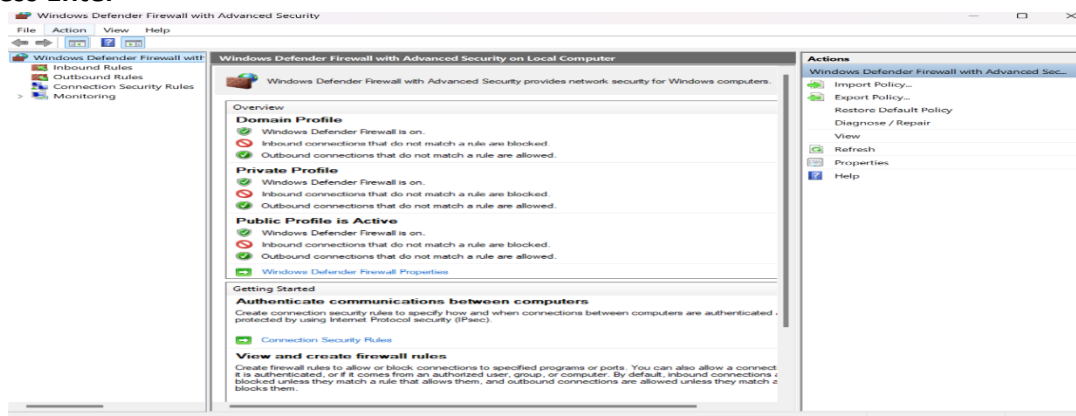 ess Enter
Windows Defender Firewall with Advanced Security
File Action View Help
Windows Defender Firewall with
Inbound Rules
Outbound Rules
Connection Security Rules
Monitoring
Windows Defender Firewall with Advanced Security on Local Computer
Windows Defender Firewall with Advanced Security provides network security for Windows computers.
Overview
Domain Profile
Windows Defender Firewall is on.
Inbound connections that do not match a rule are blocked.
Outbound connections that do not match a rule are allowed.
Private Profile
Windows Defender Firewall is on.
Inbound connections that do not match a rule are blocked.
Outbound connections that do not match a rule are allowed.
Public Profile is Active
Windows Defender Firewall is on.
Inbound connections that do not match a rule are blocked.
Outbound connections that do not match a rule are allowed.
Windows Defender Firewall Properties
Getting Started
Authenticate communications between computers
Create connection security rules to specify how and when connections between computers are authenticated
protected by using Internet Protocol security (IPsec).
Connection Security Rules
View and create firewall rules
Create firewall rules to allow or block connections to specified programs or ports. You can also allow a connect
it is authenticated, or if it comes from an authorized user, group, or computer. By default, inbound connections a
blocked unless they match a rule that allows them, and outbound connections are allowed unless they match a
blocks them.
Actions
Windows Defender Firewall with Advanced Sec...
Import Policy...
Export Policy...
Restore Default Policy
Diagnose / Repair
View
Refresh
Properties
Help